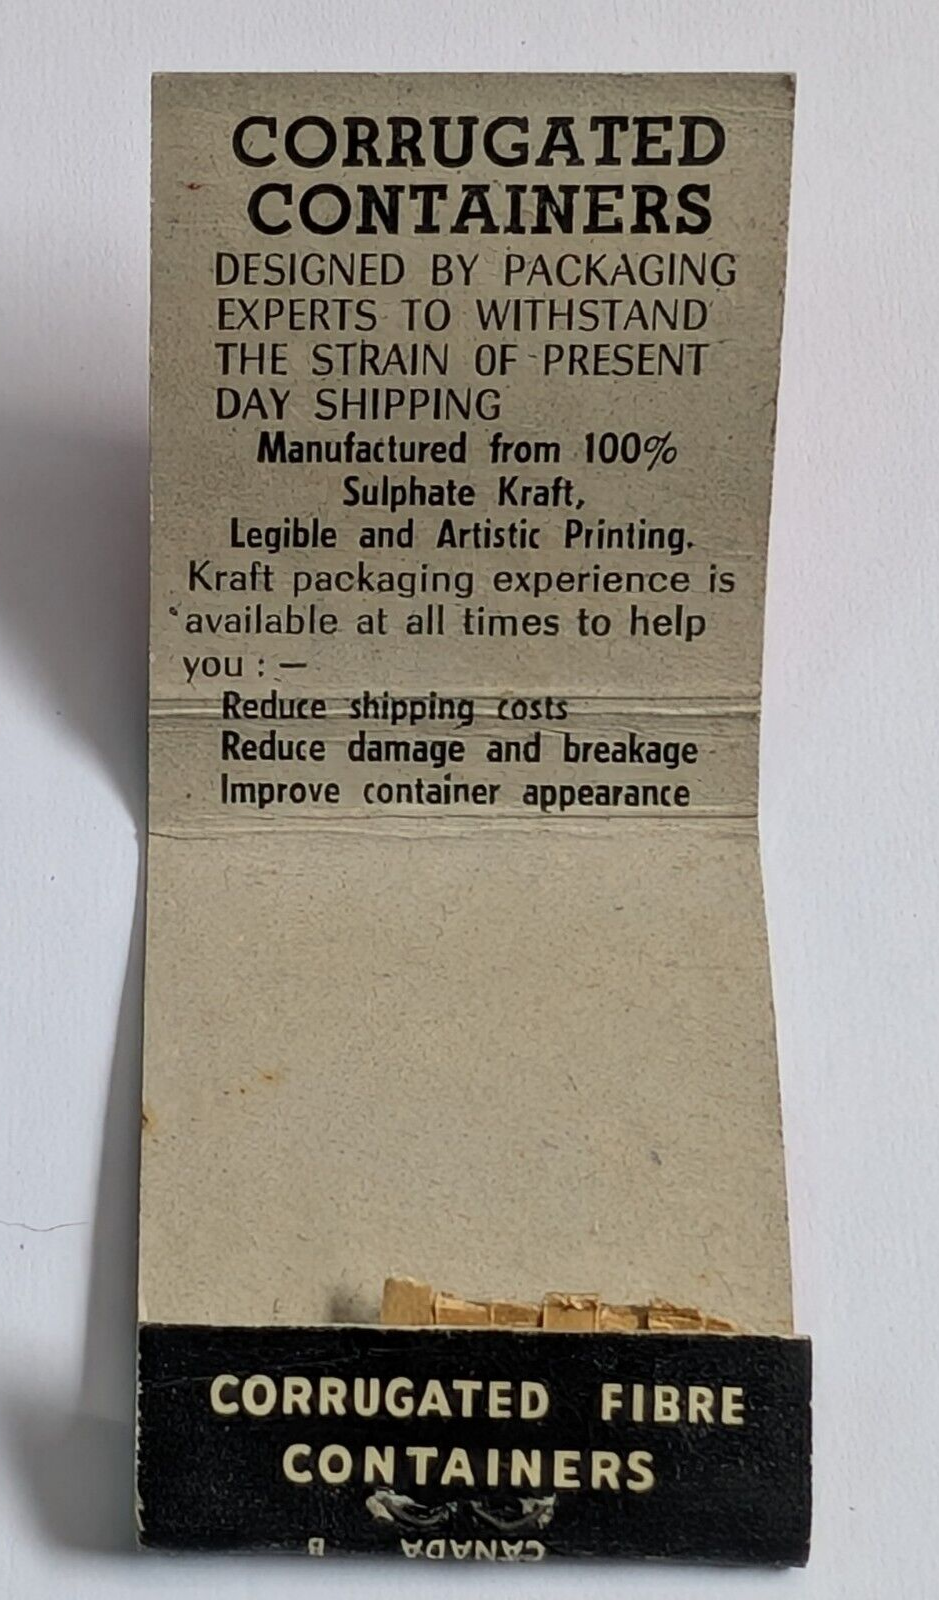 CORRUGATED
CONTAINERS
DESIGNED BY PACKAGING
EXPERTS TO WITHSTAND
THE STRAIN OF PRESENT
DAY SHIPPING
Manufactured from 100%
Sulphate Kraft,
Legible and Artistic Printing.
Kraft packaging experience is
available at all times to help
you : —
Reduce shipping costs
Reduce damage and breakage
Improve container appearance
CORRUGATED FIBRE
CONTAINERS
CANADA B